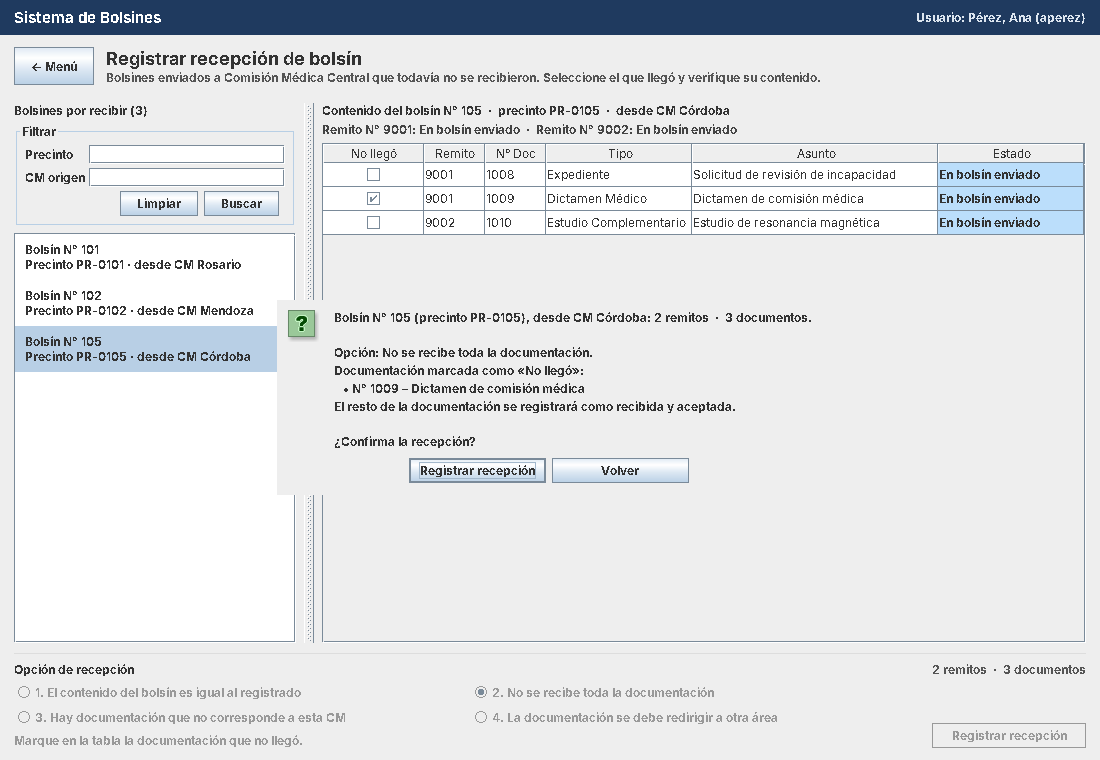 Sistema de Bolsines
Usuario: Pérez, Ana (aperez)
← Menú
Registrar recepción de bolsín
Bolsines enviados a Comisión Médica Central que todavía no se recibieron. Seleccione el que llegó y verifique su contenido.
Bolsines por recibir (3)
Filtrar
Precinto
CM origen
Limpiar
Buscar
Bolsín N° 101
Precinto PR-0101 · desde CM Rosario
Bolsín N° 102
Precinto PR-0102 · desde CM Mendoza
Bolsín N° 105
Precinto PR-0105 · desde CM Córdoba
Contenido del bolsín N° 105 · precinto PR-0105 · desde CM Córdoba
Remito N° 9001: En bolsín enviado · Remito N° 9002: En bolsín enviado
No llegó Remito N° Doc Tipo Asunto Estado
9001 1008 Expediente Solicitud de revisión de incapacidad En bolsín enviado
9001 1009 Dictamen Médico Dictamen de comisión médica En bolsín enviado
9002 1010 Estudio Complementario Estudio de resonancia magnética En bolsín enviado
?
Bolsín N° 105 (precinto PR-0105), desde CM Córdoba: 2 remitos · 3 documentos.
Opción: No se recibe toda la documentación.
Documentación marcada como «No llegó»:
• N° 1009 – Dictamen de comisión médica
El resto de la documentación se registrará como recibida y aceptada.
¿Confirma la recepción?
Registrar recepción
Volver
Opción de recepción
2 remitos · 3 documentos
1. El contenido del bolsín es igual al registrado
2. No se recibe toda la documentación
3. Hay documentación que no corresponde a esta CM
4. La documentación se debe redirigir a otra área
Marque en la tabla la documentación que no llegó.
Registrar recepción